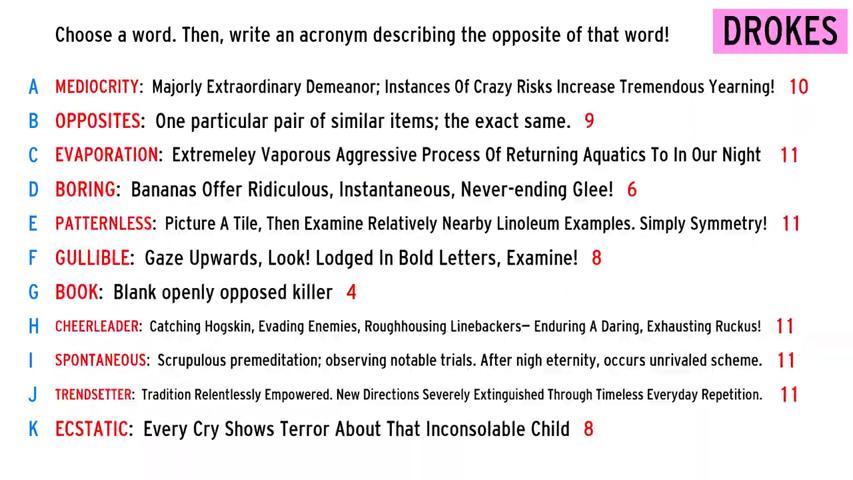 Choose a word. Then, write an acronym describing the opposite of that word!
DROKES
A MEDIOCRITY: Majorly Extraordinary Demeanor; Instances Of Crazy Risks Increase Tremendous Yearning! 10
B OPPOSITES: One particular pair of similar items; the exact same. 9
C EVAPORATION: Extremeley Vaporous Aggressive Process Of Returning Aquatics To In Our Night 11
D BORING: Bananas Offer Ridiculous, Instantaneous, Never-ending Glee! 6
E PATTERNLESS: Picture A Tile, Then Examine Relatively Nearby Linoleum Examples. Simply Symmetry! 11
F GULLIBLE: Gaze Upwards, Look! Lodged In Bold Letters, Examine! 8
G BOOK: Blank openly opposed killer 4
H CHEERLEADER: Catching Hogskin, Evading Enemies, Roughhousing Linebackers— Enduring A Daring, Exhausting Ruckus! 11
I SPONTANEOUS: Scrupulous premeditation; observing notable trials. After nigh eternity, occurs unrivaled scheme. 11
J TRENDSETTER: Tradition Relentlessly Empowered. New Directions Severely Extinguished Through Timeless Everyday Repetition. 11
K ECSTATIC: Every Cry Shows Terror About That Inconsolable Child 8